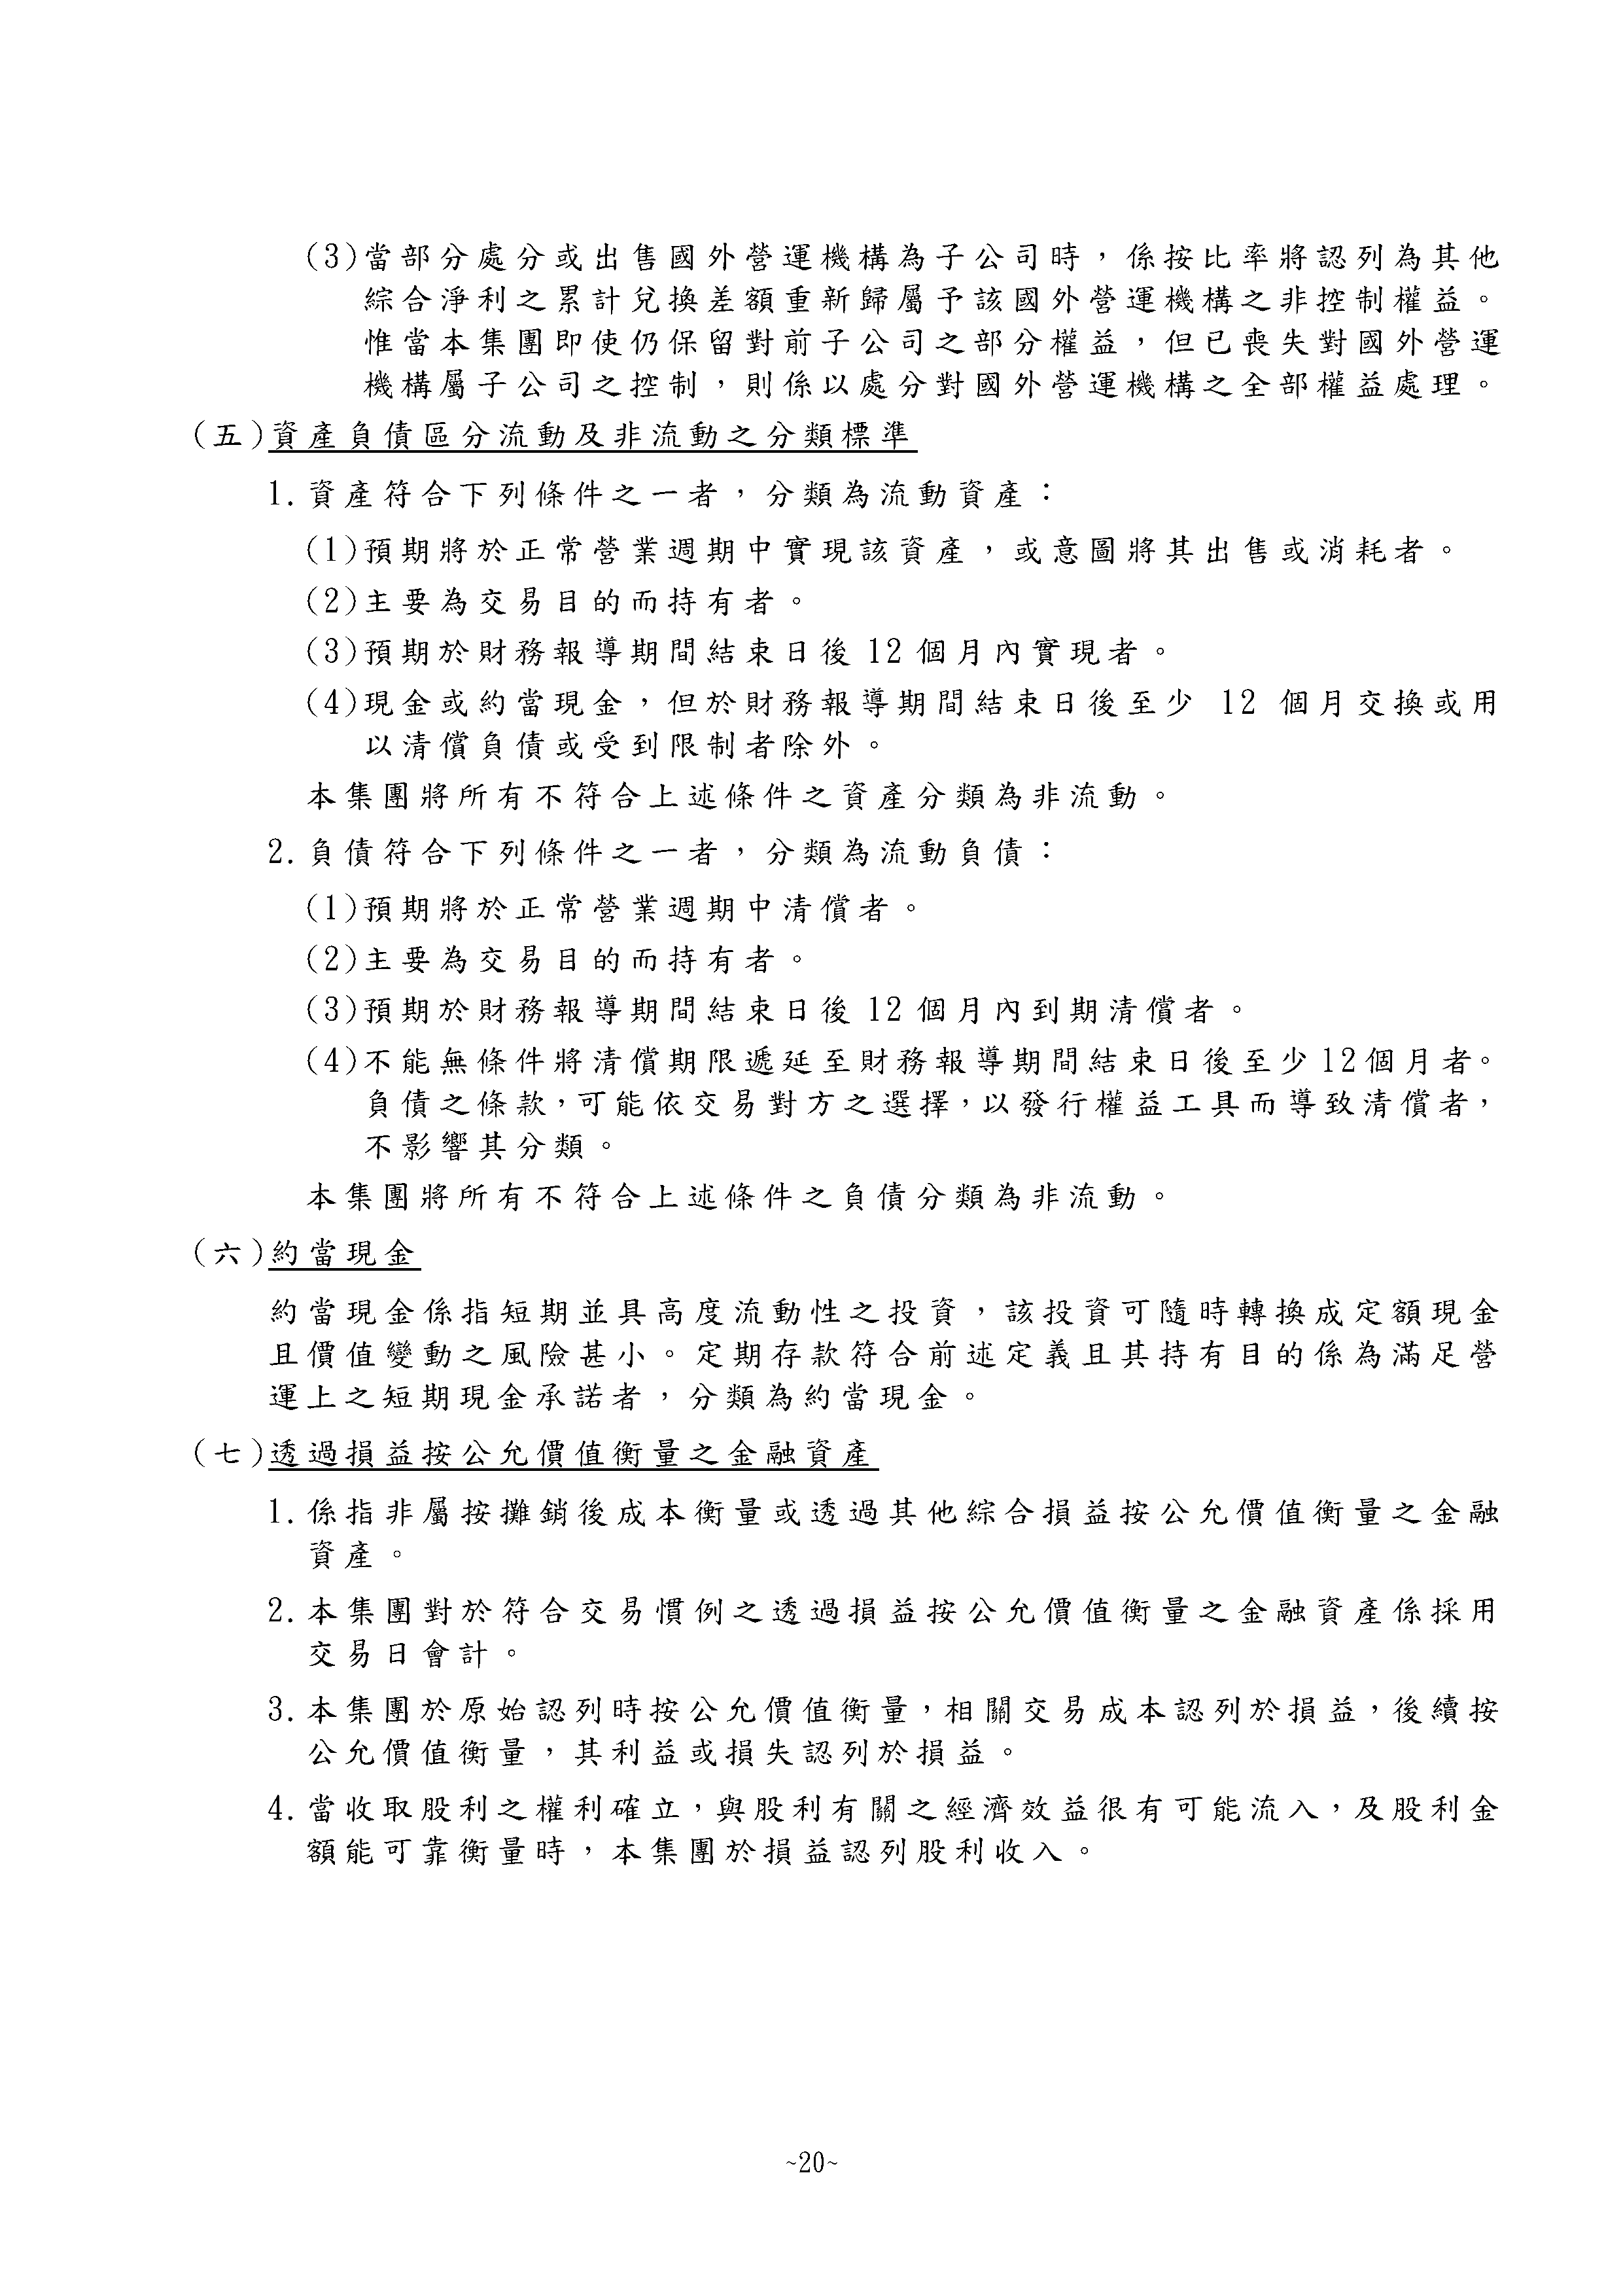 (3)當部分處分或出售國外營運機構為子公司時，係按比率將認列為其他
綜合淨利之累計兌換差額重新歸屬予該國外營運機構之非控制權益。
惟當本集團即使仍保留對前子公司之部分權益，但已喪失對國外營運
機構屬子公司之控制，則係以處分對國外營運機構之全部權益處理。
(五)資產負債區分流動及非流動之分類標準
1.資產符合下列條件之一者，分類為流動資產：
(1)預期將於正常營業週期中實現該資產，或意圖將其出售或消耗者。
(2)主要為交易目的而持有者。
(3)預期於財務報導期間結束日後 12 個月內實現者。
(4)現金或約當現金，但於財務報導期間結束日後至少 12 個月交換或用
以清償負債或受到限制者除外。
本集團將所有不符合上述條件之資產分類為非流動。
2.負債符合下列條件之一者，分類為流動負債：
(1)預期將於正常營業週期中清償者。
(2)主要為交易目的而持有者。
(3)預期於財務報導期間結束日後 12 個月內到期清償者。
(4)不能無條件將清償期限遞延至財務報導期間結束日後至少12個月者。
負債之條款，可能依交易對方之選擇，以發行權益工具而導致清償者，
不影響其分類。
本集團將所有不符合上述條件之負債分類為非流動。
(六)約當現金
約當現金係指短期並具高度流動性之投資，該投資可隨時轉換成定額現金
且價值變動之風險甚小。定期存款符合前述定義且其持有目的係為滿足營
運上之短期現金承諾者，分類為約當現金。
(七)透過損益按公允價值衡量之金融資產
1.係指非屬按攤銷後成本衡量或透過其他綜合損益按公允價值衡量之金融
資產。
2.本集團對於符合交易慣例之透過損益按公允價值衡量之金融資產係採用
交易日會計。
3.本集團於原始認列時按公允價值衡量，相關交易成本認列於損益，後續按
公允價值衡量，其利益或損失認列於損益。
4.當收取股利之權利確立，與股利有關之經濟效益很有可能流入，及股利金
額能可靠衡量時，本集團於損益認列股利收入。
~20~